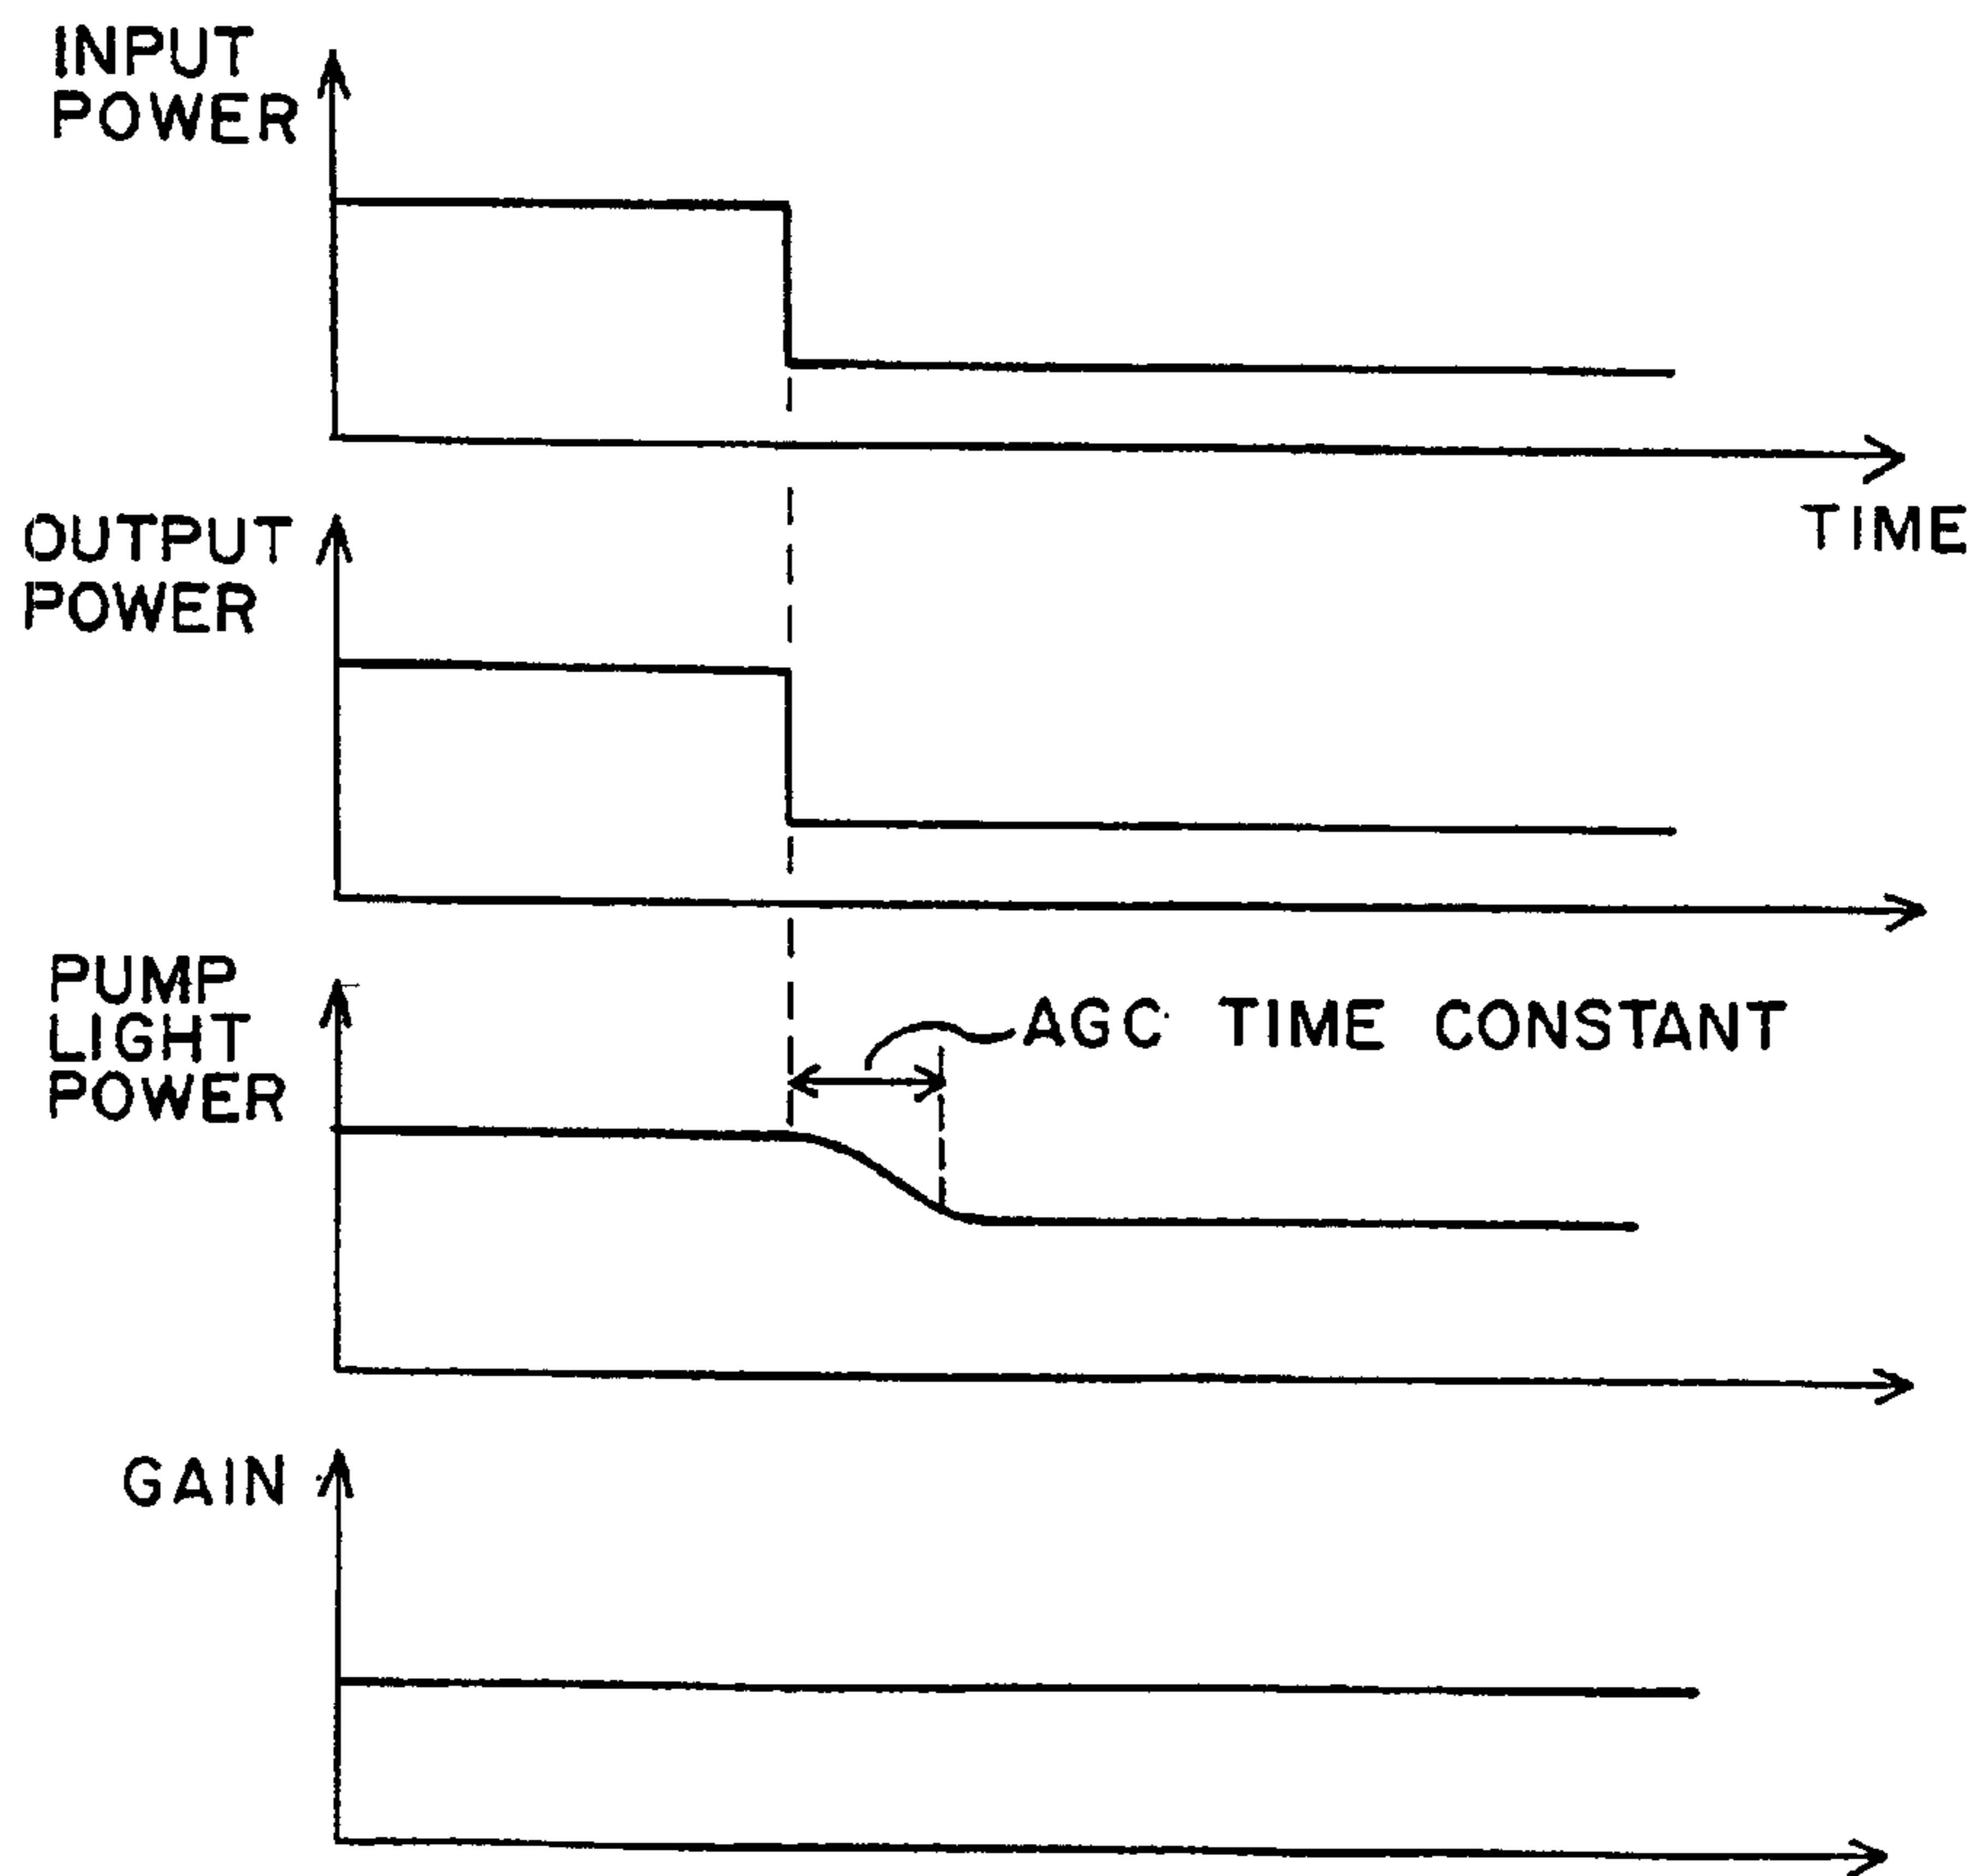 INPUT
POWER
TIME
OUTPUT
POWER
PUMP
LIGHT
POWER
AGC TIME CONSTANT
GAIN